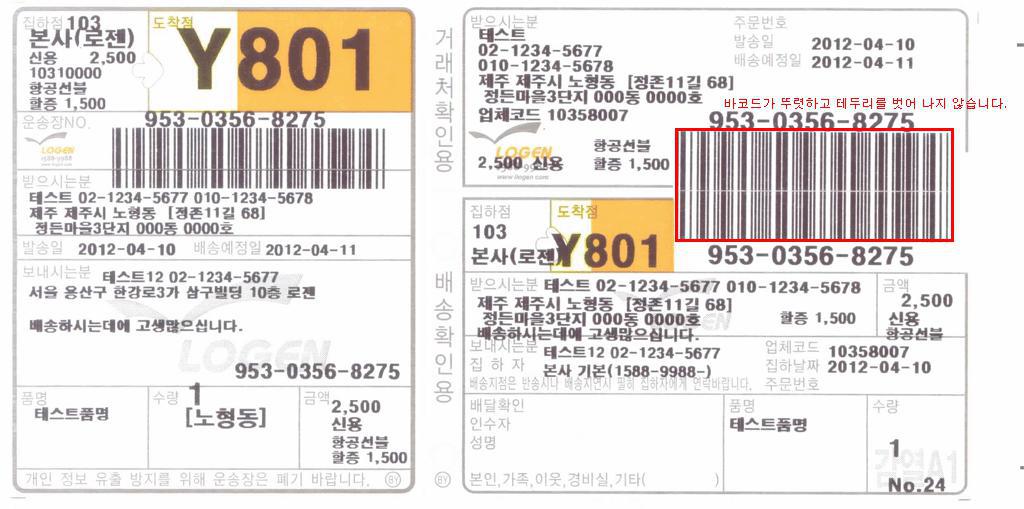 집하점 103
도착점
본사(로젠)
Y801
신용 2,500
10310000
항공선불
할증 1,500
운송장NO.
953-0356-8275
LOGEN
1588-9988
www.ilogen.com
받으시는분
테스트 02-1234-5677 010-1234-5678
제주 제주시 노형동 [정존11길 68]
정든마을3단지 000동 0000호
발송일 2012-04-10 배송예정일 2012-04-11
보내시는분 테스트12 02-1234-5677
서울 용산구 한강로3가 삼구빌딩 10층 로젠
배송하시는데에 고생많으십니다.
LOGEN
953-0356-8275
품명
테스트품명
수량
1
[노형동]
금액 2,500
신용
항공선불
할증 1,500
개인 정보 유출 방지를 위해 운송장은 폐기 바랍니다. BY
거래처확인용
받으시는분
테스트
02-1234-5677
010-1234-5678
제주 제주시 노형동 [정존11길 68]
정든마을3단지 000동 0000호
업체코드 10358007
주문번호
발송일 2012-04-10
배송예정일 2012-04-11
바코드가 뚜렷하고 테두리를 벗어 나지 않습니다.
953-0356-8275
LOGEN
항공선불
2,500 신용 할증 1,500
www.ilogen.com
953-0356-8275
배송확인용
집하점
103
본사(로젠)
도착점
Y801
받으시는분 테스트 02-1234-5677 010-1234-5678
제주 제주시 노형동 [정존11길 68]
정든마을3단지 000동 0000호 할증 1,500
배송하시는데에 고생많으십니다.
금액
2,500
신용
항공선불
보내시는분 테스트12 02-1234-5677
집하자 본사 기본(1588-9988-)
업체코드 10358007
집하날짜 2012-04-10
배송지점은 반송시나 배송지연시 필히 집하자에게 연락바랍니다. 주문번호
배달확인
인수자
성명
본인,가족,이웃,경비실,기타( )
품명
테스트품명
수량
1
간열A1
No.24
BY